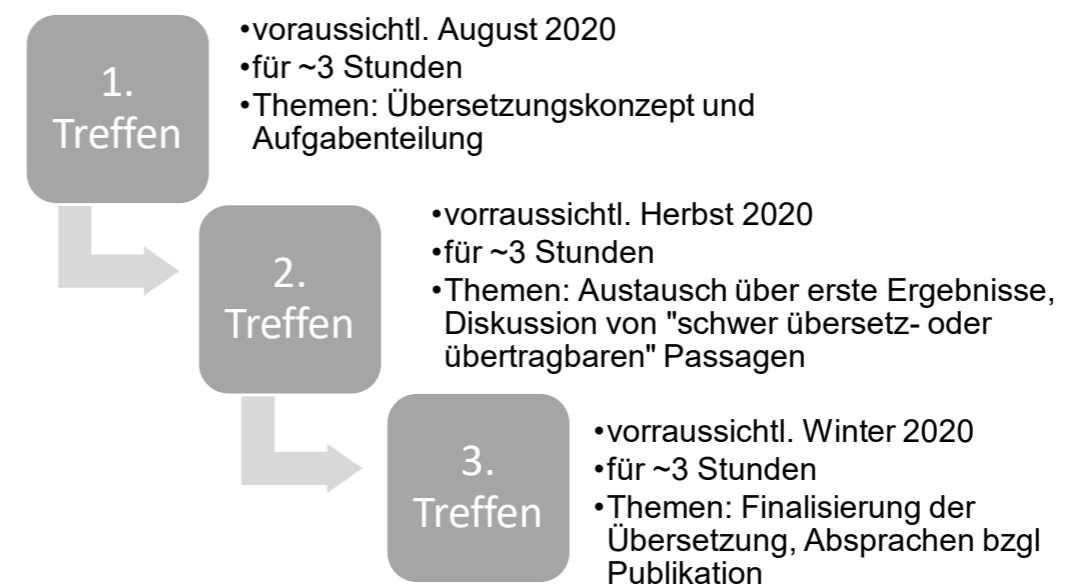 1.
Treffen
•voraussichtl. August 2020
•für ~3 Stunden
•Themen: Übersetzungskonzept und
Aufgabenteilung
2.
Treffen
•vorraussichtl. Herbst 2020
•für ~3 Stunden
•Themen: Austausch über erste Ergebnisse,
Diskussion von "schwer übersetz- oder
übertragbaren" Passagen
3.
Treffen
•vorraussichtl. Winter 2020
•für ~3 Stunden
•Themen: Finalisierung der
Übersetzung, Absprachen bzgl
Publikation